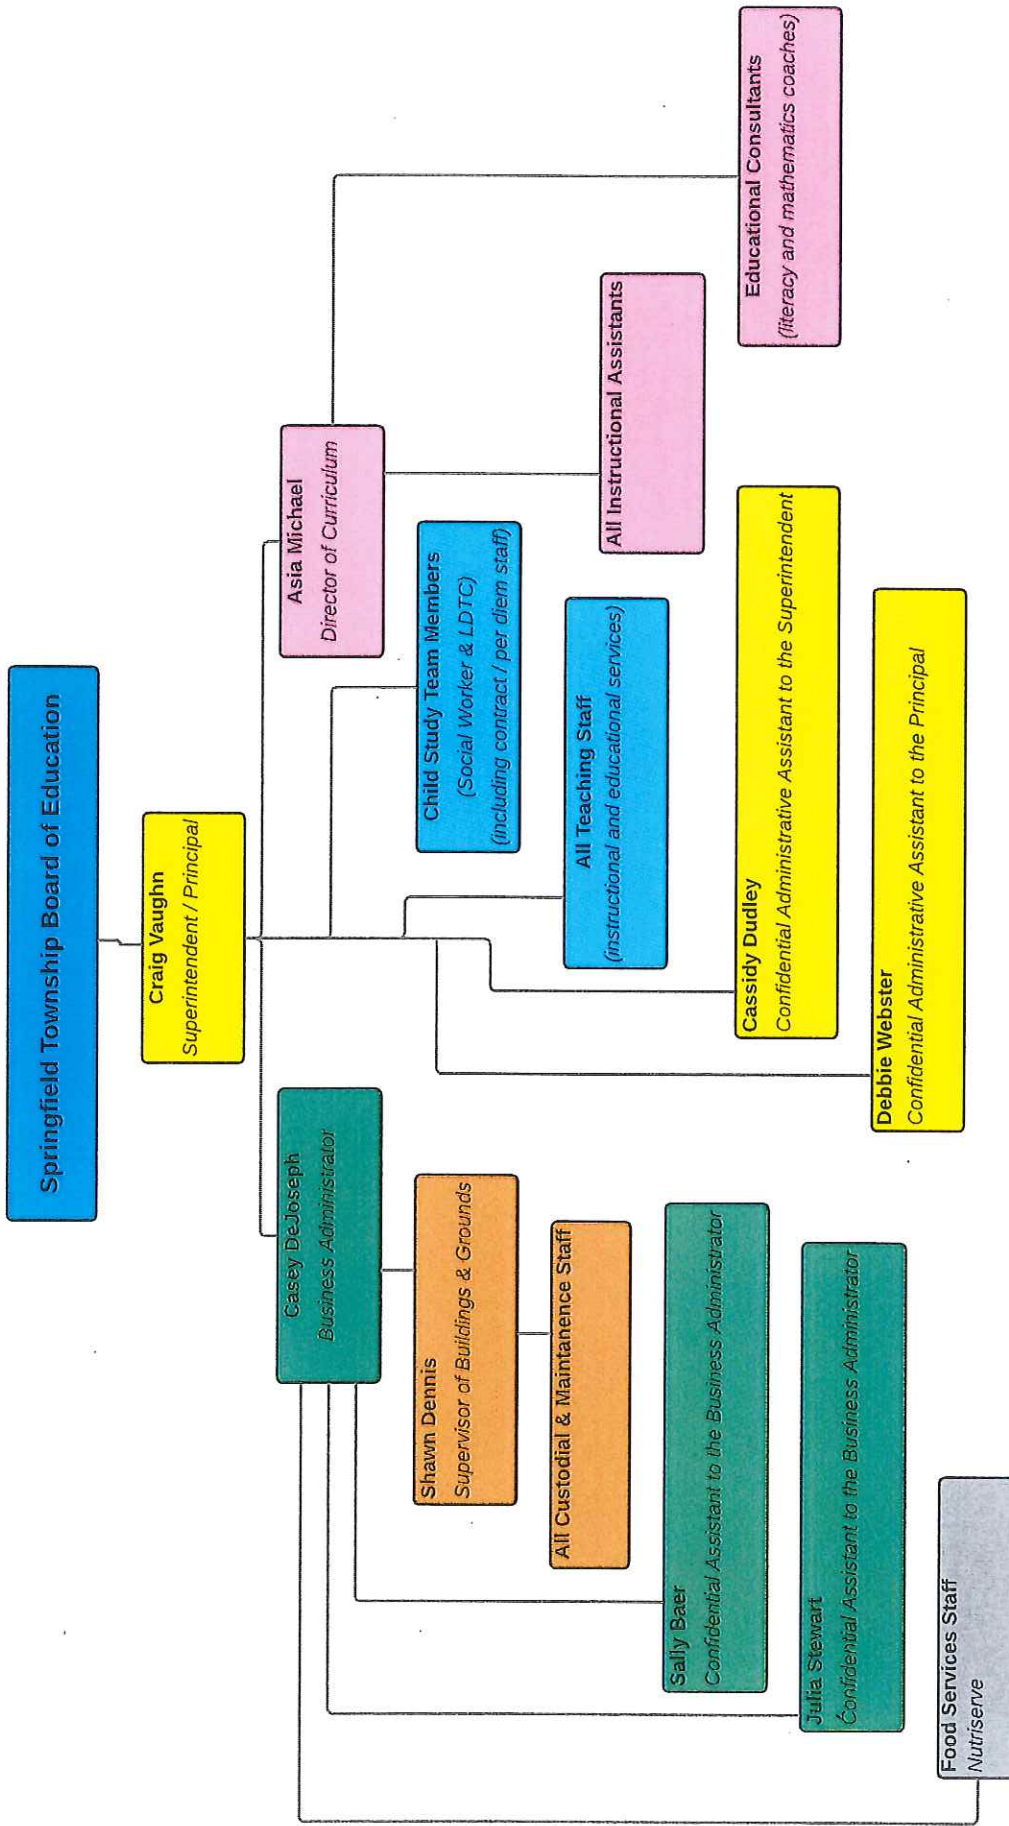 Springfield Township Board of Education
Craig Vaughn
Superintendent / Principal
Casey DeJoseph
Business Administrator
Asia Michael
Director of Curriculum
Shawn Dennis
Supervisor of Buildings & Grounds
Child Study Team Members
(Social Worker & LDTC)
(including contract / per diem staff)
All Custodial & Maintanence Staff
All Teaching Staff
(instructional and educational services)
All Instructional Assistants
Sally Baer
Confidential Assistant to the Business Administrator
Cassidy Dudley
Confidential Administrative Assistant to the Superintendent
Educational Consultants
(literacy and mathematics coaches)
Julia Stewart
Confidential Assistant to the Business Administrator
Debbie Webster
Confidential Administrative Assistant to the Principal
Food Services Staff
Nutriserve